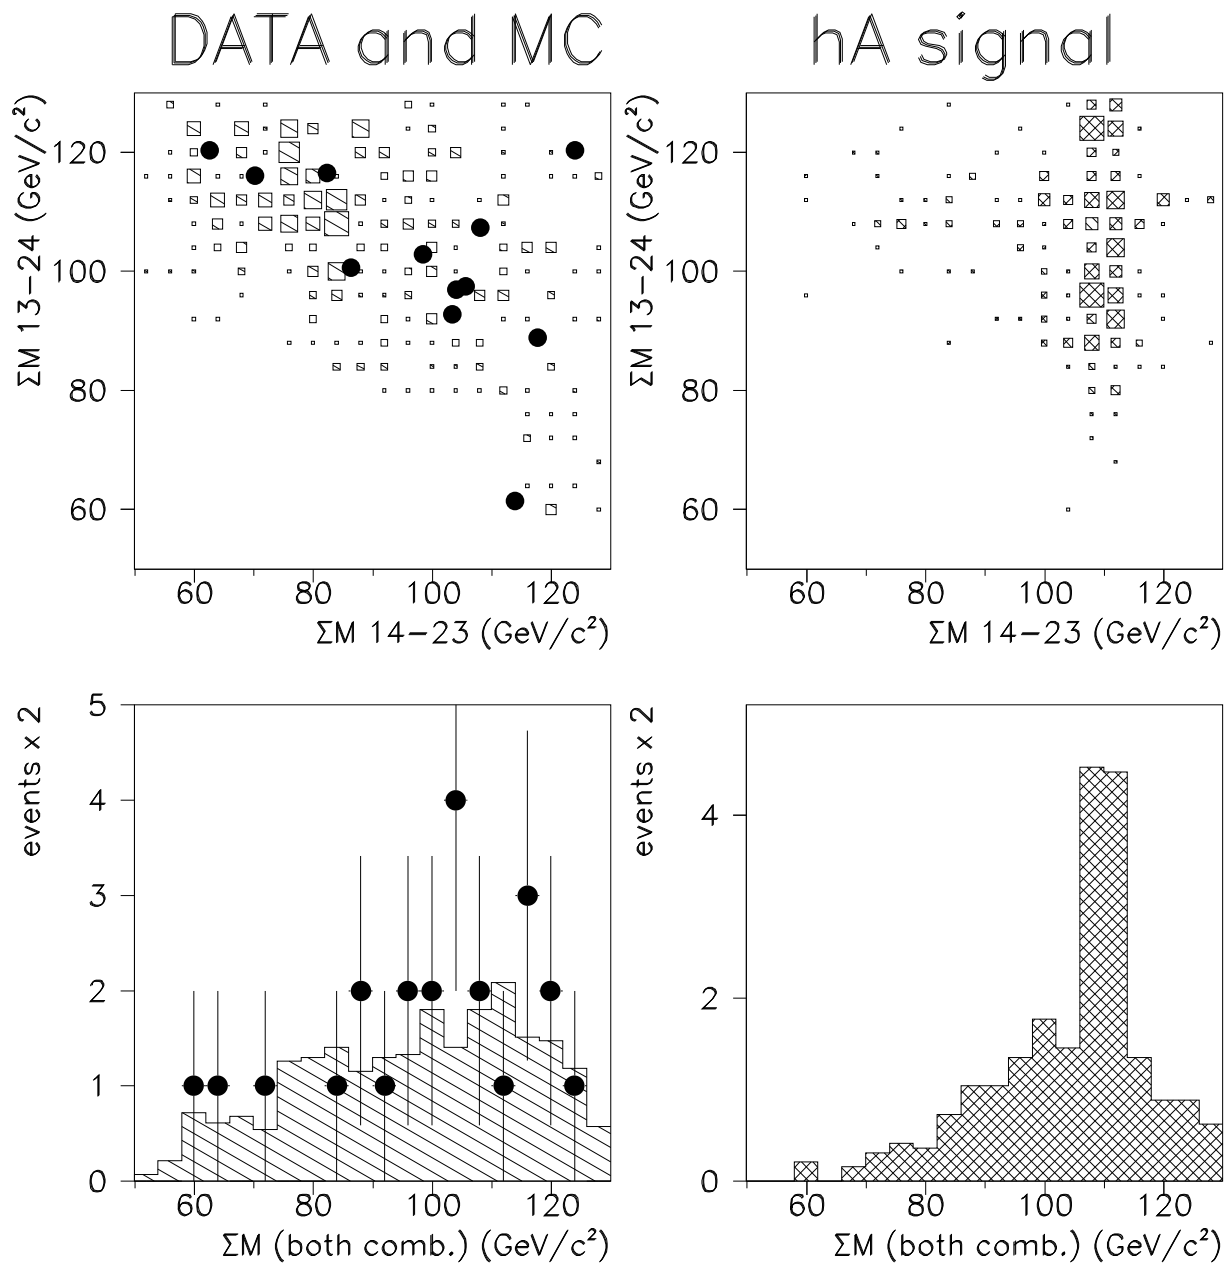 DATA and MC
hA signal
ΣM 13-24 (GeV/c²)
120
100
80
60
60 80 100 120
ΣM 14-23 (GeV/c²)
ΣM 13-24 (GeV/c²)
120
100
80
60
60 80 100 120
ΣM 14-23 (GeV/c²)
events x 2
5
4
3
2
1
0
60 80 100 120
ΣM (both comb.) (GeV/c²)
events x 2
4
2
0
60 80 100 120
ΣM (both comb.) (GeV/c²)